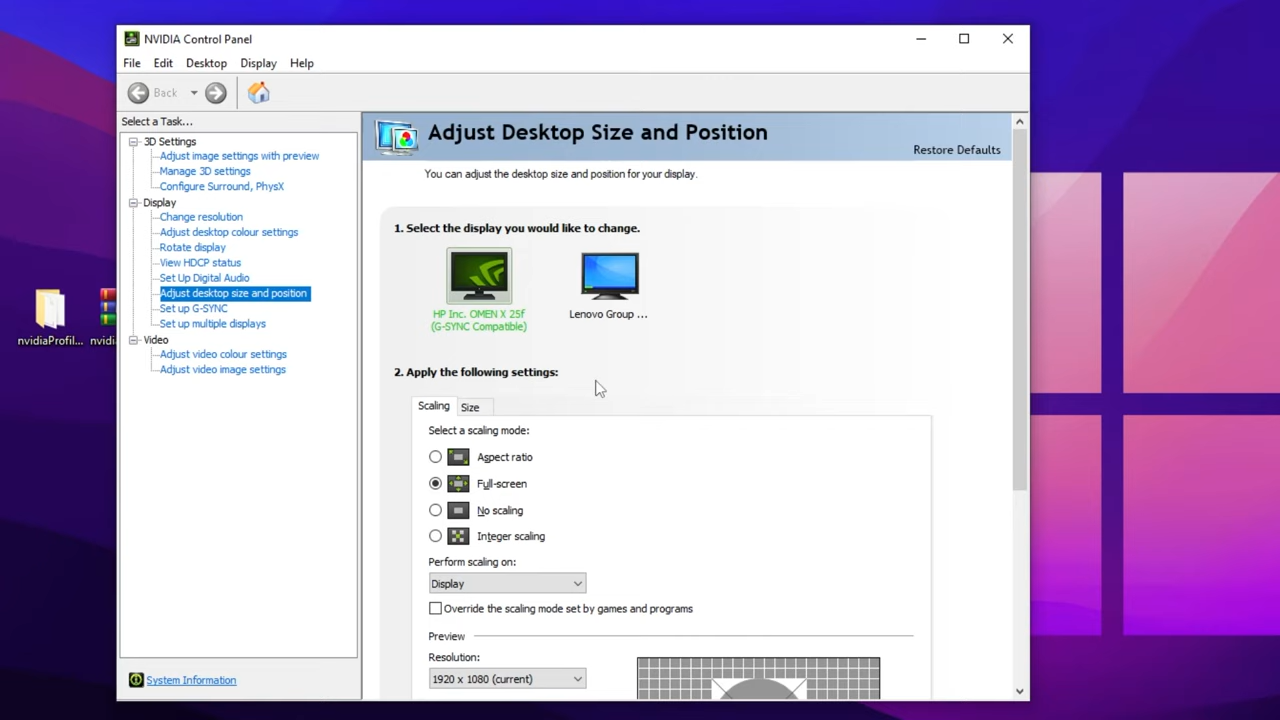 NVIDIA Control Panel
File Edit Desktop Display Help
Back
Select a Task...
3D Settings
Adjust image settings with preview
Manage 3D settings
Configure Surround, PhysX
Display
Change resolution
Adjust desktop colour settings
Rotate display
View HDCP status
Set Up Digital Audio
Adjust desktop size and position
Set up G-SYNC
Set up multiple displays
Video
Adjust video colour settings
Adjust video image settings
System Information
Adjust Desktop Size and Position
Restore Defaults
You can adjust the desktop size and position for your display.
1. Select the display you would like to change.
HP Inc. OMEN X 25f
(G-SYNC Compatible)
Lenovo Group ...
2. Apply the following settings:
Scaling Size
Select a scaling mode:
Aspect ratio
Full-screen
No scaling
Integer scaling
Perform scaling on:
Display
Override the scaling mode set by games and programs
Preview
Resolution:
1920 x 1080 (current)
nvidiaProfil...
nvidi